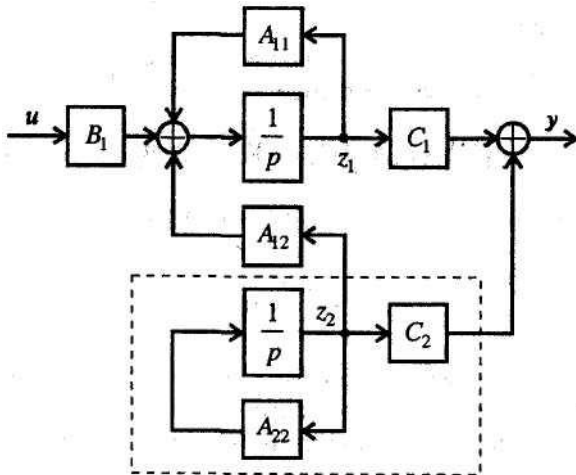 A₁₁
u
B₁
1
p
z₁
C₁
y
A₁₂
1
p
z₂
C₂
A₂₂